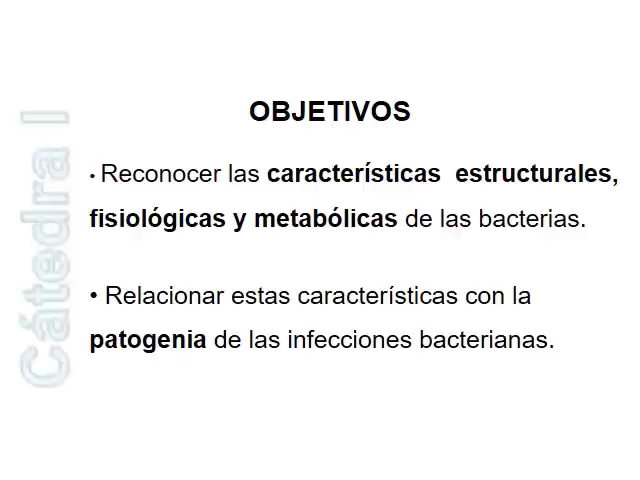 Cátedra I
OBJETIVOS
• Reconocer las características estructurales,
fisiológicas y metabólicas de las bacterias.
• Relacionar estas características con la
patogenia de las infecciones bacterianas.